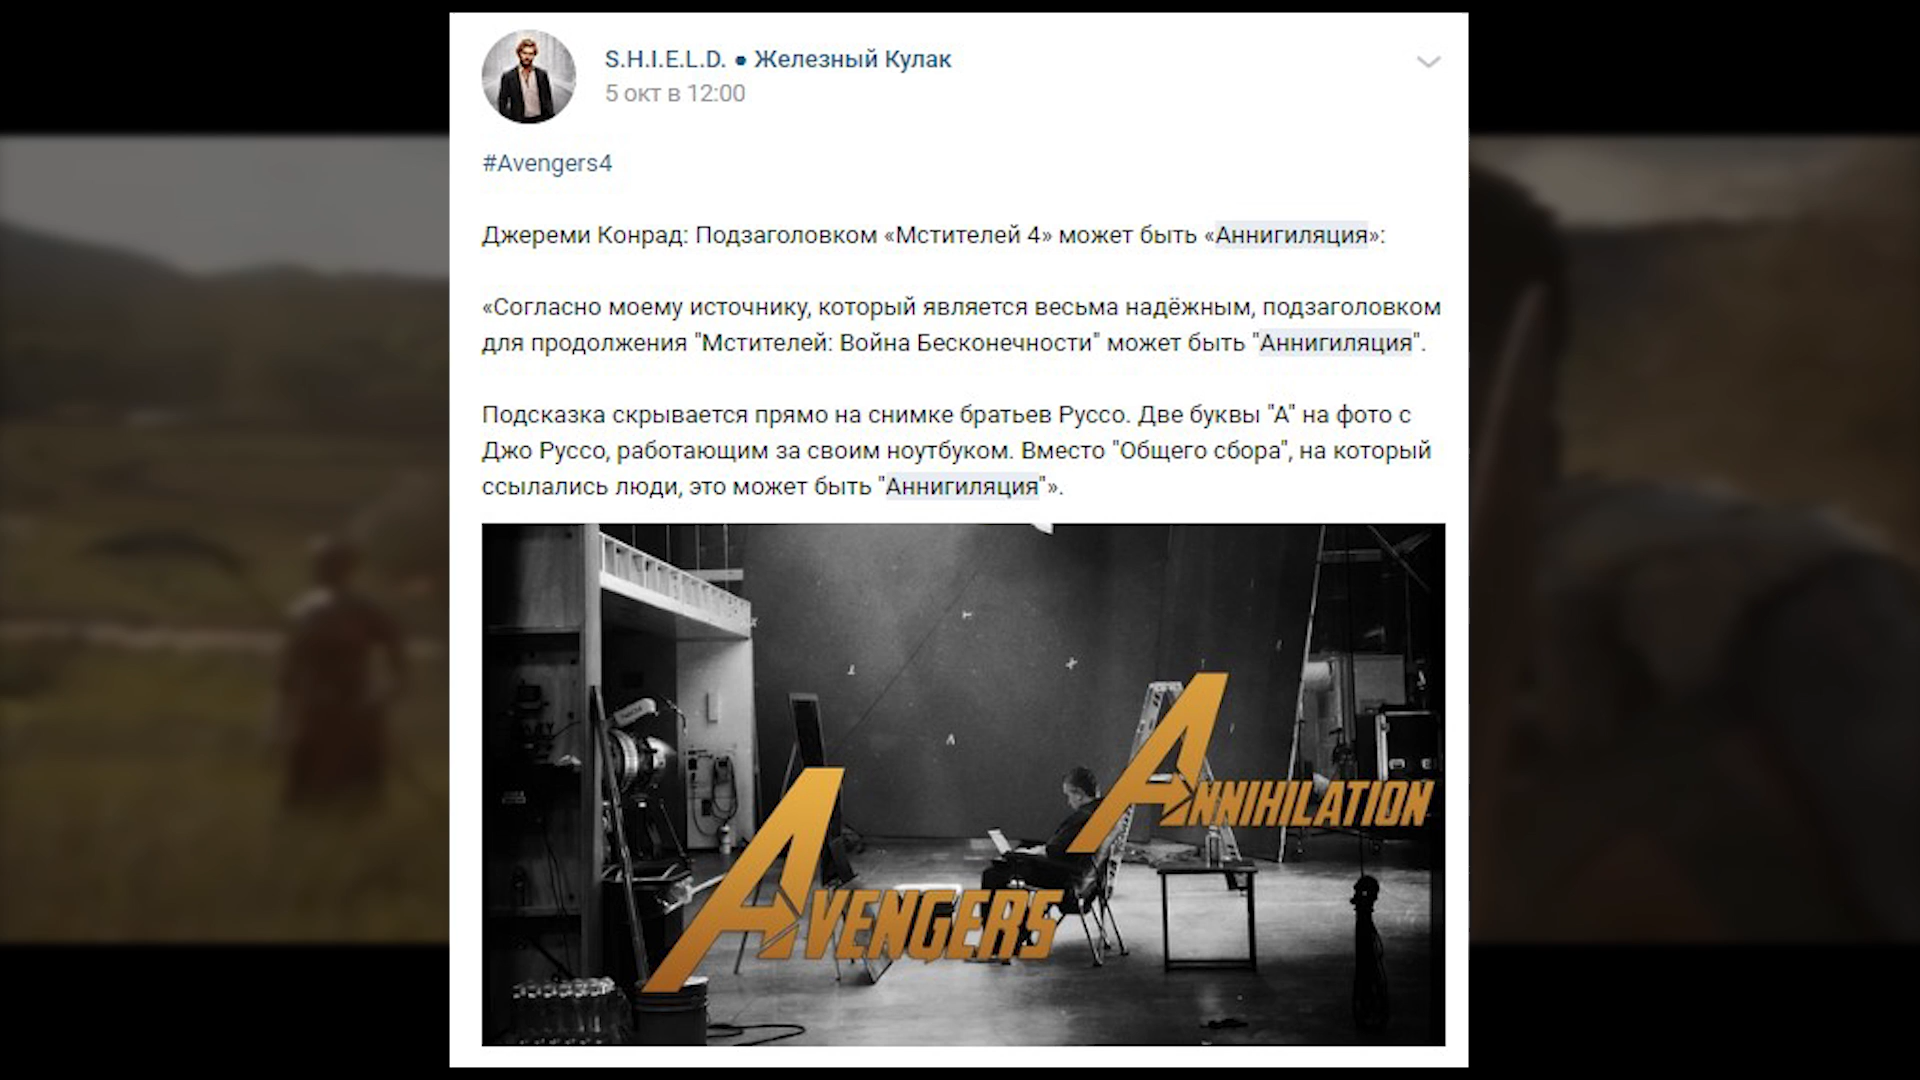 S.H.I.E.L.D. ● Железный Кулак
5 окт в 12:00
#Avengers4
Джереми Конрад: Подзаголовком «Мстителей 4» может быть «Аннигиляция»:
«Согласно моему источнику, который является весьма надёжным, подзаголовком
для продолжения "Мстителей: Война Бесконечности" может быть "Аннигиляция".
Подсказка скрывается прямо на снимке братьев Руссо. Две буквы "А" на фото с
Джо Руссо, работающим за своим ноутбуком. Вместо "Общего сбора", на который
ссылались люди, это может быть "Аннигиляция"».
ANNIHILATION
AVENGERS